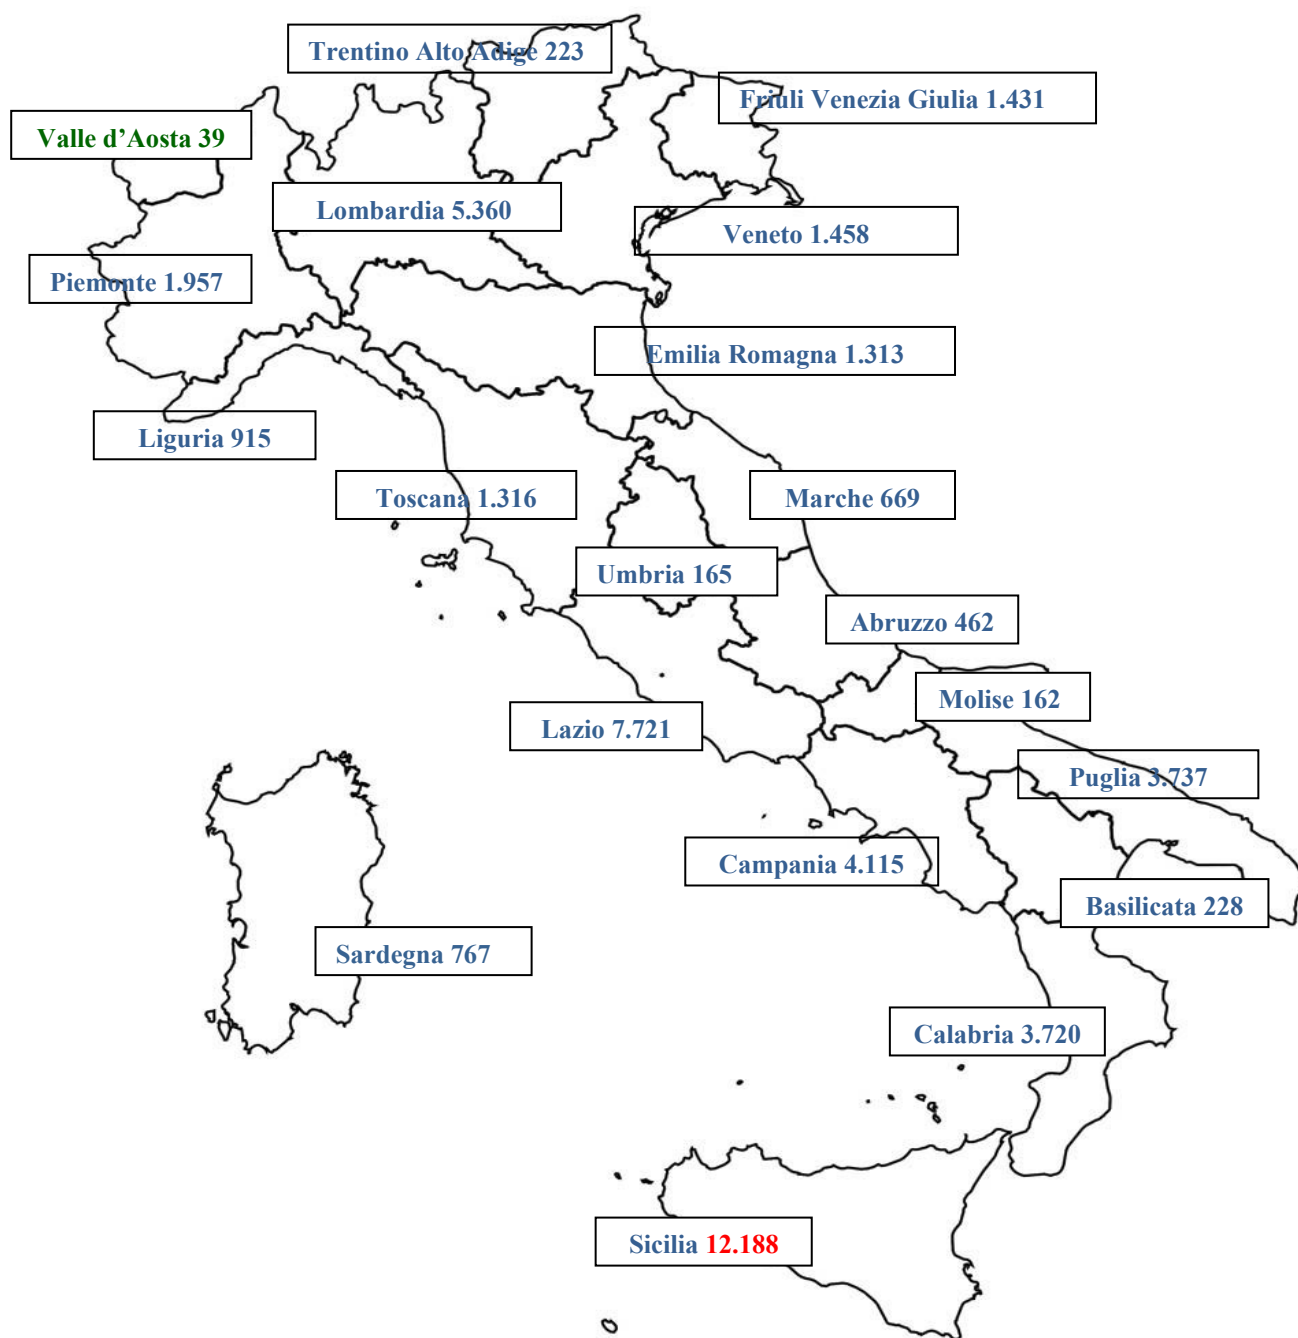 Trentino Alto Adige 223
Friuli Venezia Giulia 1.431
Valle d’Aosta 39
Lombardia 5.360
Veneto 1.458
Piemonte 1.957
Emilia Romagna 1.313
Liguria 915
Toscana 1.316
Marche 669
Umbria 165
Abruzzo 462
Molise 162
Lazio 7.721
Puglia 3.737
Campania 4.115
Basilicata 228
Sardegna 767
Calabria 3.720
Sicilia 12.188